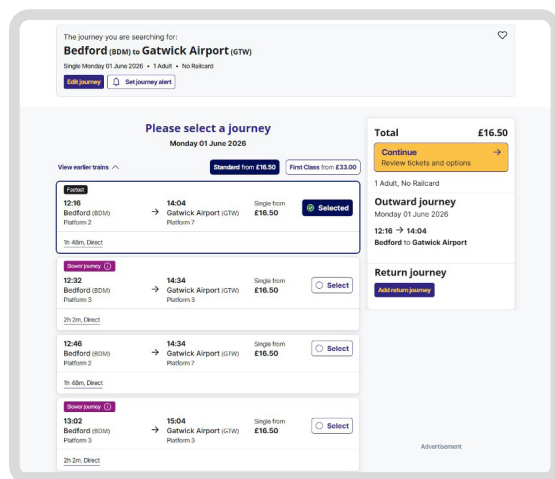 The journey you are searching for:
Bedford (BDM) to Gatwick Airport (GTW)
Single Monday 01 June 2026 • 1 Adult • No Railcard
Edit journey
Set journey alert
Please select a journey
Monday 01 June 2026
View earlier trains
Standard from £16.50
First Class from £33.00
Fastest
12:16 → 14:04 Single from
Bedford (BDM) Gatwick Airport (GTW) £16.50
Platform 2 Platform 7
Selected
1h 48m, Direct
Slower journey
12:32 → 14:34 Single from
Bedford (BDM) Gatwick Airport (GTW) £16.50
Platform 3 Platform 3
Select
2h 2m, Direct
12:46 → 14:34 Single from
Bedford (BDM) Gatwick Airport (GTW) £16.50
Platform 2 Platform 7
Select
1h 48m, Direct
Slower journey
13:02 → 15:04 Single from
Bedford (BDM) Gatwick Airport (GTW) £16.50
Platform 3 Platform 3
Select
2h 2m, Direct
Total £16.50
Continue →
Review tickets and options
1 Adult, No Railcard
Outward journey
Monday 01 June 2026
12:16 → 14:04
Bedford to Gatwick Airport
Return journey
Add return journey
Advertisement